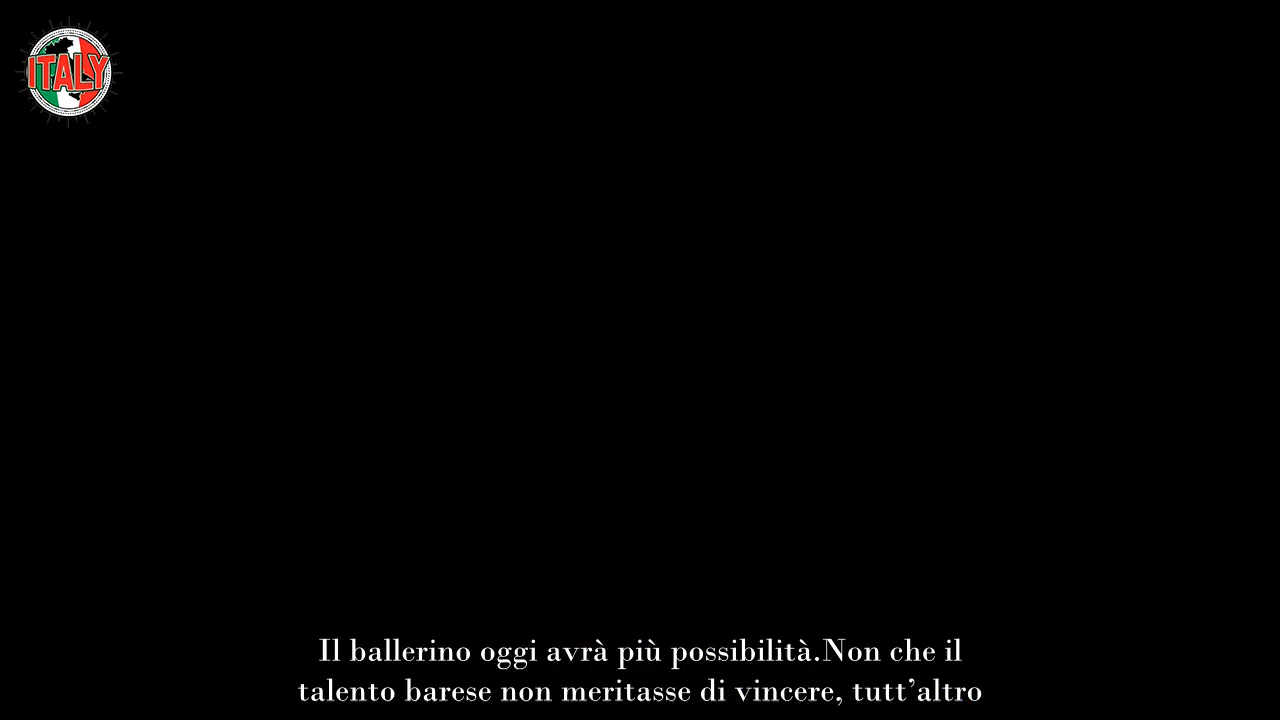 ITALY
Il ballerino oggi avrà più possibilità.Non che il
talento barese non meritasse di vincere, tutt’altro